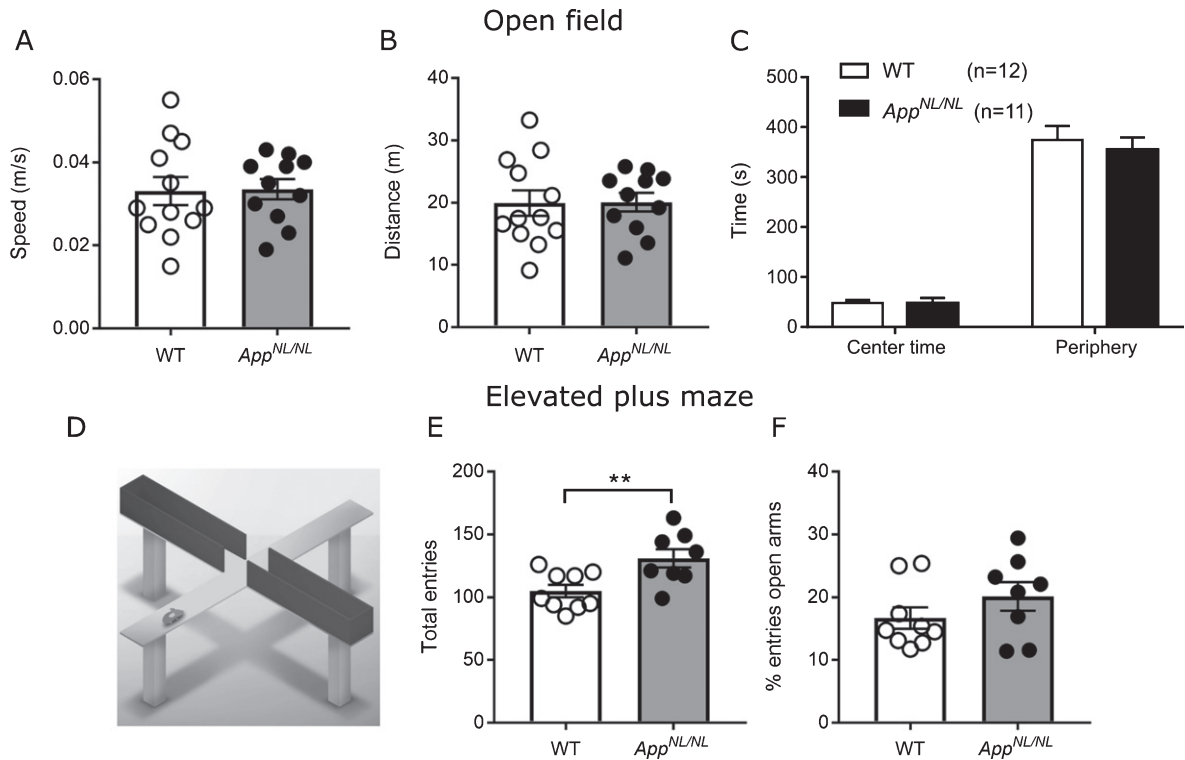 Open field
A
Speed (m/s)
0.06
0.04
0.02
0.00
WT
App^NL/NL
B
Distance (m)
40
30
20
10
0
WT
App^NL/NL
C
WT (n=12)
App^NL/NL (n=11)
Time (s)
500
400
300
200
100
0
Center time
Periphery
Elevated plus maze
D
E
Total entries
200
150
100
50
0
**
WT
App^NL/NL
F
% entries open arms
40
30
20
10
0
WT
App^NL/NL